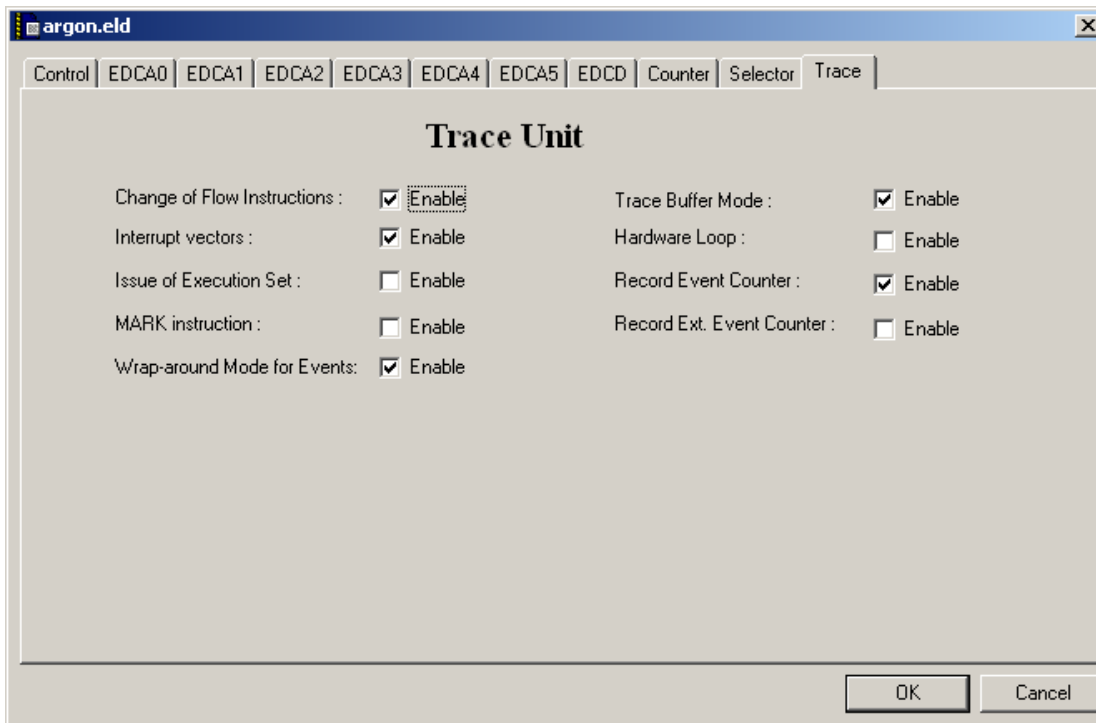 argon.eld
Control EDCA0 EDCA1 EDCA2 EDCA3 EDCA4 EDCA5 EDCD Counter Selector Trace
Trace Unit
Change of Flow Instructions : Enable
Trace Buffer Mode : Enable
Interrupt vectors : Enable
Hardware Loop : Enable
Issue of Execution Set : Enable
Record Event Counter : Enable
MARK instruction : Enable
Record Ext. Event Counter : Enable
Wrap-around Mode for Events: Enable
OK Cancel